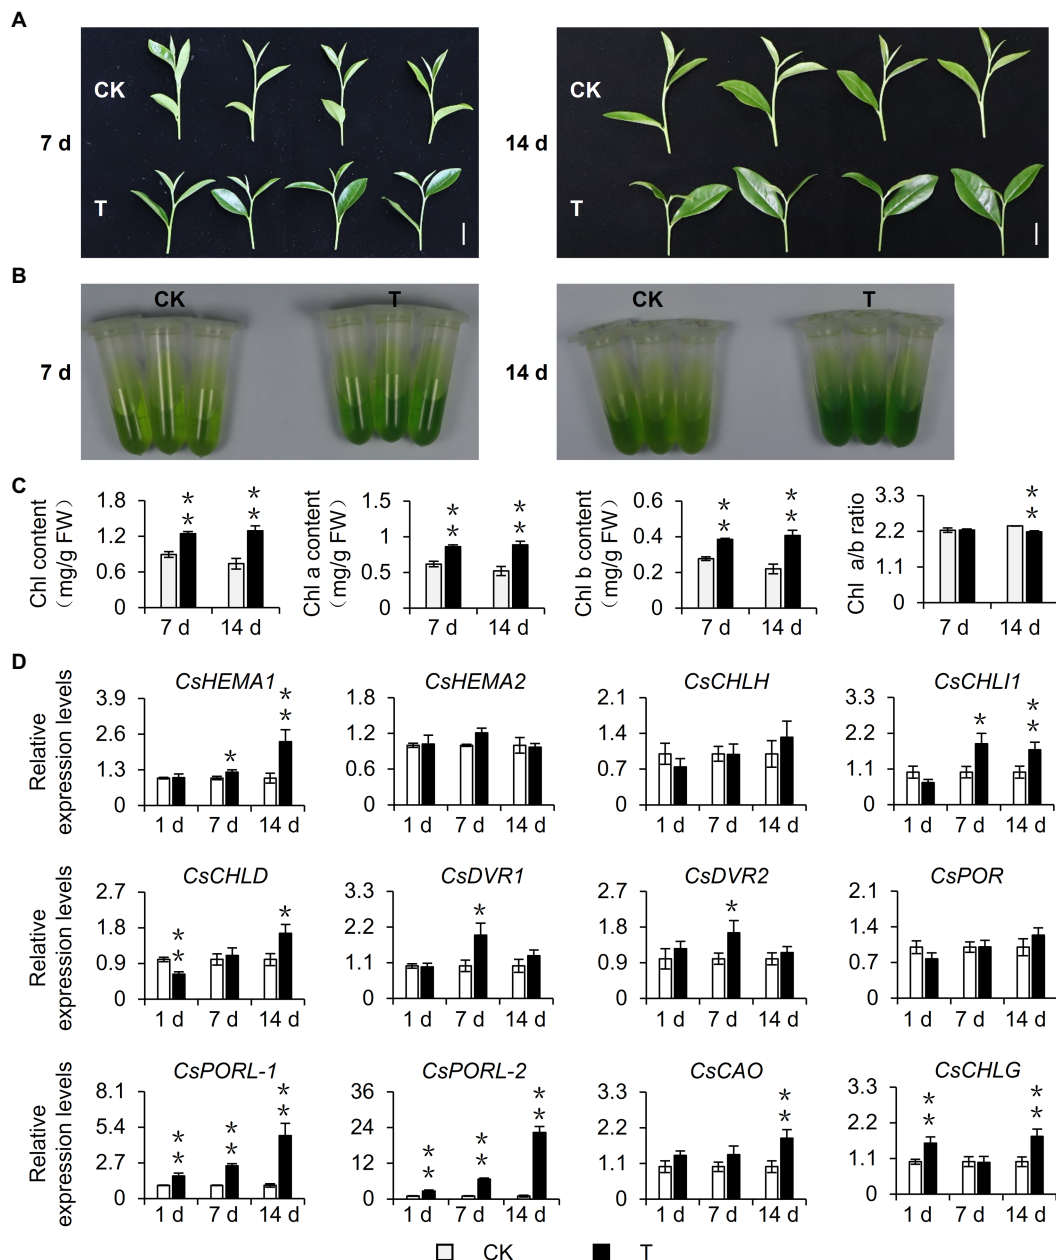 A
CK
7 d
T
CK
14 d
T
B
CK
T
7 d
CK
T
14 d
C
Chl content
(mg/g FW)
1.8
1.2
0.6
0
* *
* *
7 d
14 d
Chl a content
(mg/g FW)
1.5
1
0.5
0
* *
* *
7 d
14 d
Chl b content
(mg/g FW)
0.6
0.4
0.2
0
* *
* *
7 d
14 d
Chl a/b ratio
3.3
2.2
1.1
0
* *
7 d
14 d
D
Relative
expression levels
CsHEMA1
3.9
2.6
1.3
0
*
* *
1 d 7 d 14 d
CsHEMA2
1.8
1.2
0.6
0
1 d 7 d 14 d
CsCHLH
2.1
1.4
0.7
0
1 d 7 d 14 d
CsCHLI1
3.3
2.2
1.1
0
*
* *
1 d 7 d 14 d
Relative
expression levels
CsCHLD
2.7
1.8
0.9
0
* *
*
1 d 7 d 14 d
CsDVR1
3.3
2.2
1.1
0
*
1 d 7 d 14 d
CsDVR2
2.7
1.8
0.9
0
*
1 d 7 d 14 d
CsPOR
2.1
1.4
0.7
0
1 d 7 d 14 d
Relative
expression levels
CsPORL-1
8.1
5.4
2.7
0
* *
* *
* *
1 d 7 d 14 d
CsPORL-2
36
24
12
0
* *
* *
* *
1 d 7 d 14 d
CsCAO
3.3
2.2
1.1
0
* *
1 d 7 d 14 d
CsCHLG
3.3
2.2
1.1
0
* *
* *
1 d 7 d 14 d
CK T